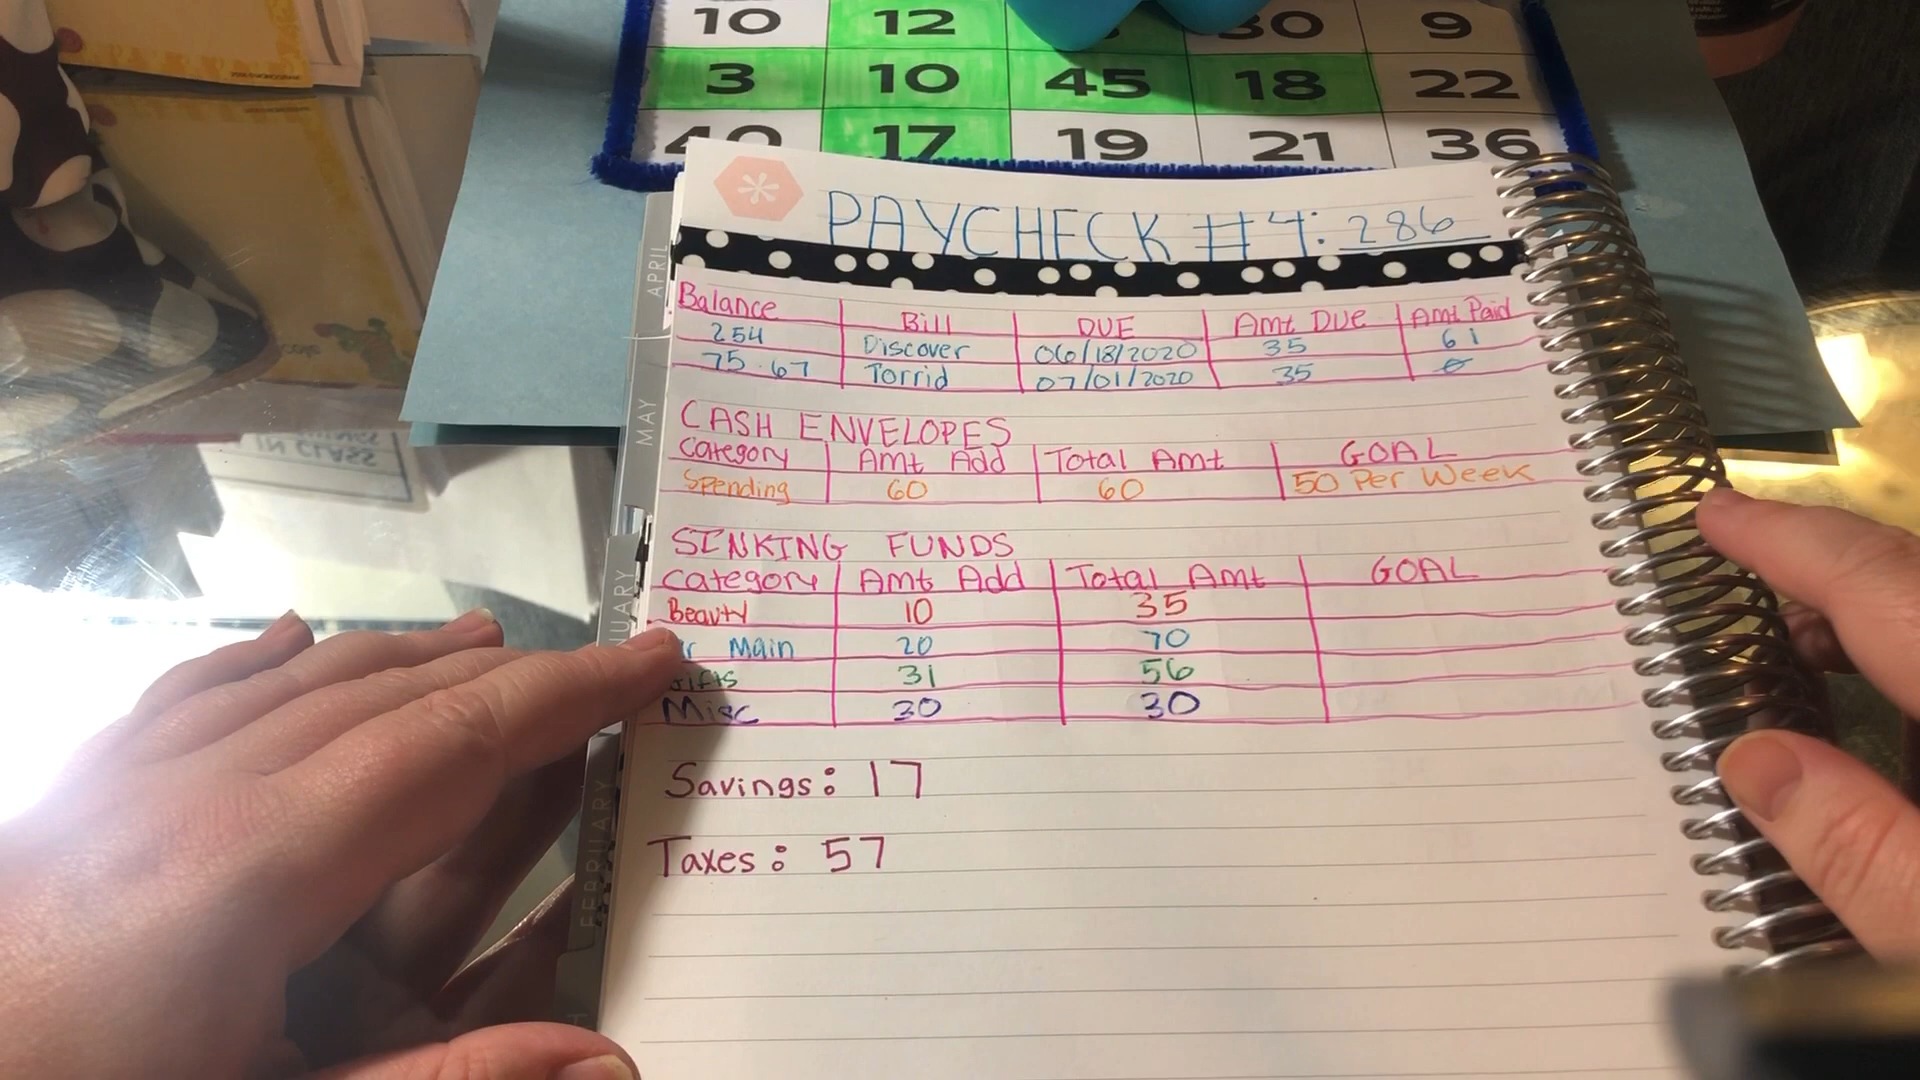 10 12 30 9
3 10 45 18 22
40 17 19 21 36
PAYCHECK #4: 286
Balance Bill DUE Amt DUE Amt Paid
254 Discover 06/18/2020 35 61
75.67 Torrid 07/01/2020 35 0
CASH ENVELOPES
Category Amt Add Total Amt GOAL
Spending 60 60 50 Per Week
SINKING FUNDS
Category Amt Add Total Amt GOAL
Beauty 10 35
Main 20 70
Gifts 31 56
Misc 30 30
Savings: 17
Taxes: 57
APRIL
MAY
FEBRUARY
IN CLASS